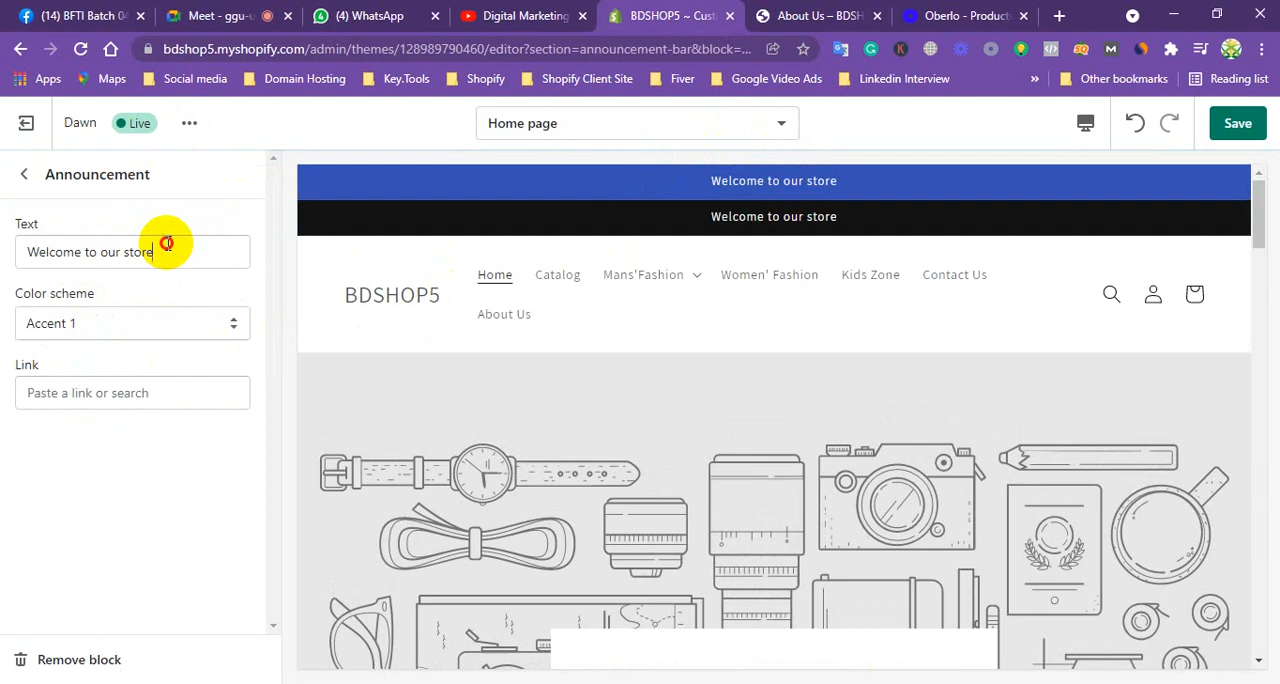 (14) BFTI Batch 04
Meet - ggu-u
(4) WhatsApp
Digital Marketing
BDSHOP5 ~ Cust
About Us – BDSH
Oberlo - Product
bdshop5.myshopify.com/admin/themes/128989790460/editor?section=announcement-bar&block=...
Apps
Maps
Social media
Domain Hosting
Key.Tools
Shopify
Shopify Client Site
Fiver
Google Video Ads
Linkedin Interview
»
Other bookmarks
Reading list
Dawn
Live
Home page
Save
Announcement
Text
Welcome to our store
Color scheme
Accent 1
Link
Paste a link or search
Remove block
Welcome to our store
Welcome to our store
BDSHOP5
Home
Catalog
Mans'Fashion
Women' Fashion
Kids Zone
Contact Us
About Us